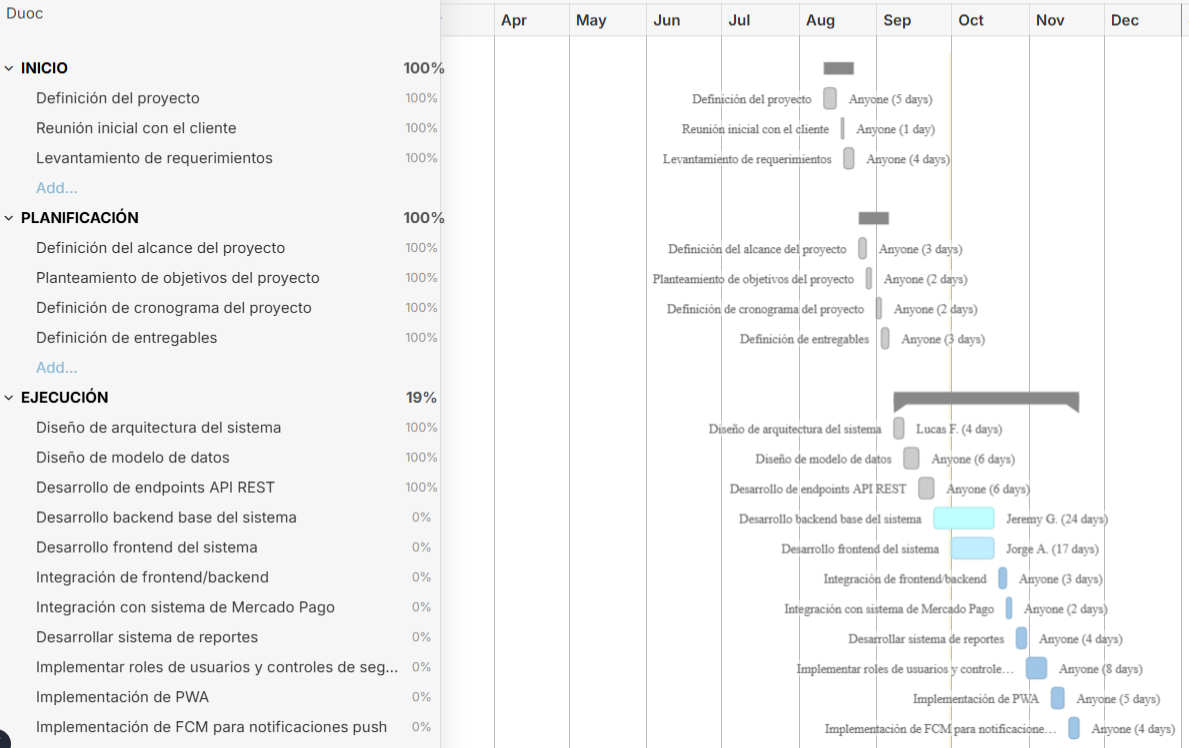 Duoc
Apr May Jun Jul Aug Sep Oct Nov Dec
INICIO 100%
Definición del proyecto 100% Definición del proyecto Anyone (5 days)
Reunión inicial con el cliente 100% Reunión inicial con el cliente Anyone (1 day)
Levantamiento de requerimientos 100% Levantamiento de requerimientos Anyone (4 days)
Add...
PLANIFICACIÓN 100%
Definición del alcance del proyecto 100% Definición del alcance del proyecto Anyone (3 days)
Planteamiento de objetivos del proyecto 100% Planteamiento de objetivos del proyecto Anyone (2 days)
Definición de cronograma del proyecto 100% Definición de cronograma del proyecto Anyone (2 days)
Definición de entregables 100% Definición de entregables Anyone (3 days)
Add...
EJECUCIÓN 19%
Diseño de arquitectura del sistema 100% Diseño de arquitectura del sistema Lucas F. (4 days)
Diseño de modelo de datos 100% Diseño de modelo de datos Anyone (6 days)
Desarrollo de endpoints API REST 100% Desarrollo de endpoints API REST Anyone (6 days)
Desarrollo backend base del sistema 0% Desarrollo backend base del sistema Jeremy G. (24 days)
Desarrollo frontend del sistema 0% Desarrollo frontend del sistema Jorge A. (17 days)
Integración de frontend/backend 0% Integración de frontend/backend Anyone (3 days)
Integración con sistema de Mercado Pago 0% Integración con sistema de Mercado Pago Anyone (2 days)
Desarrollar sistema de reportes 0% Desarrollar sistema de reportes Anyone (4 days)
Implementar roles de usuarios y controles de seg... 0% Implementar roles de usuarios y controle... Anyone (8 days)
Implementación de PWA 0% Implementación de PWA Anyone (5 days)
Implementación de FCM para notificaciones push 0% Implementación de FCM para notificacione... Anyone (4 days)